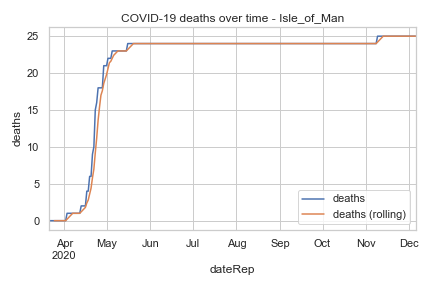 COVID-19 deaths over time - Isle_of_Man
deaths
25
20
15
10
5
0
deaths
deaths (rolling)
Apr May Jun Jul Aug Sep Oct Nov Dec
2020
dateRep